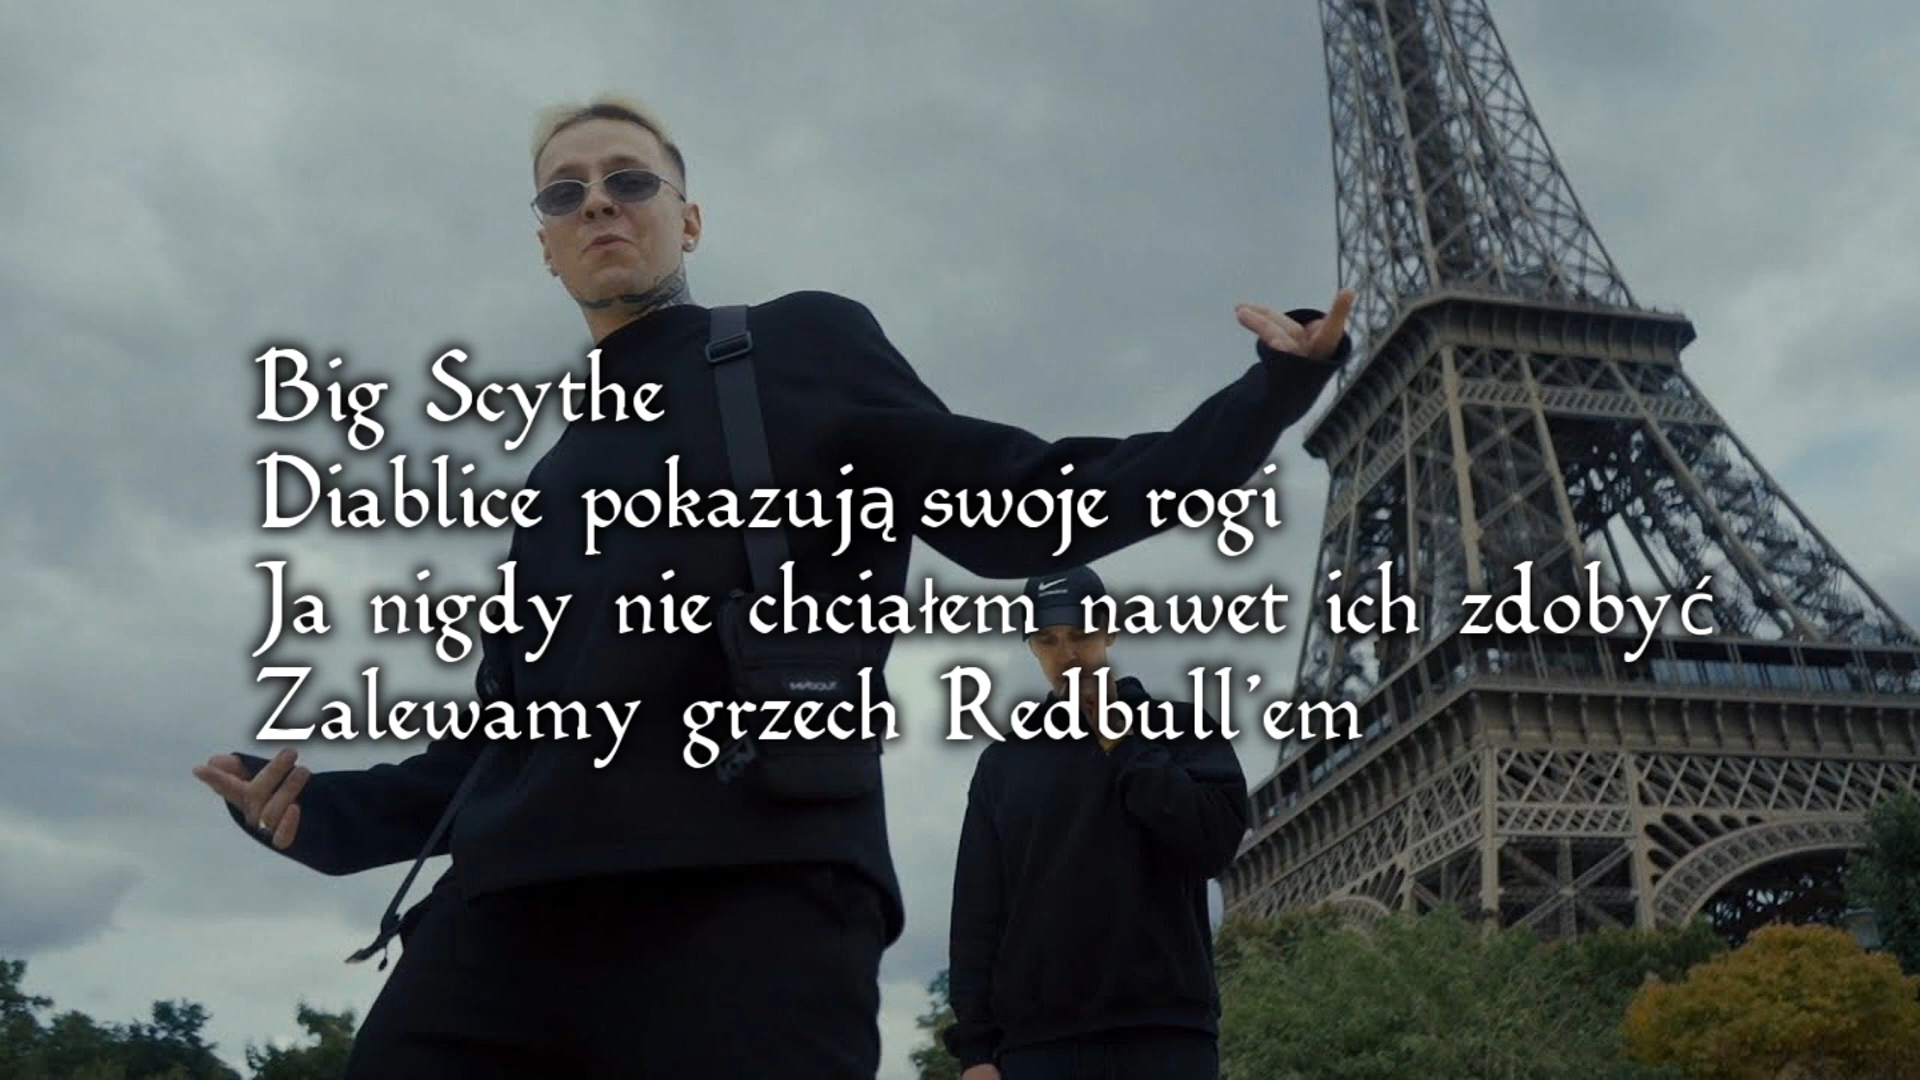 Big Scythe
Diablice pokazują swoje rogi
Ja nigdy nie chciałem nawet ich zdobyć
Zalewamy grzech Redbull'em